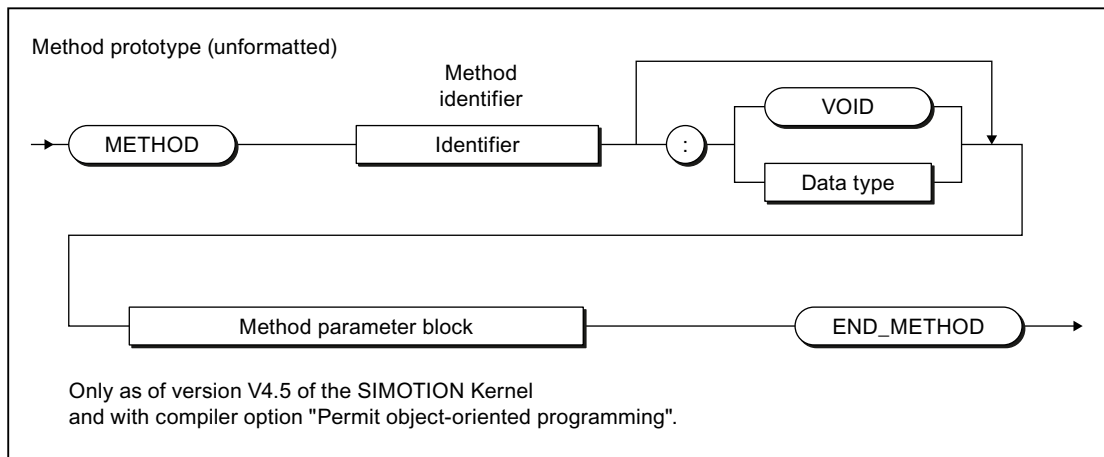 Method prototype (unformatted)
Method
identifier
METHOD
Identifier
:
VOID
Data type
Method parameter block
END_METHOD
Only as of version V4.5 of the SIMOTION Kernel
and with compiler option "Permit object-oriented programming".